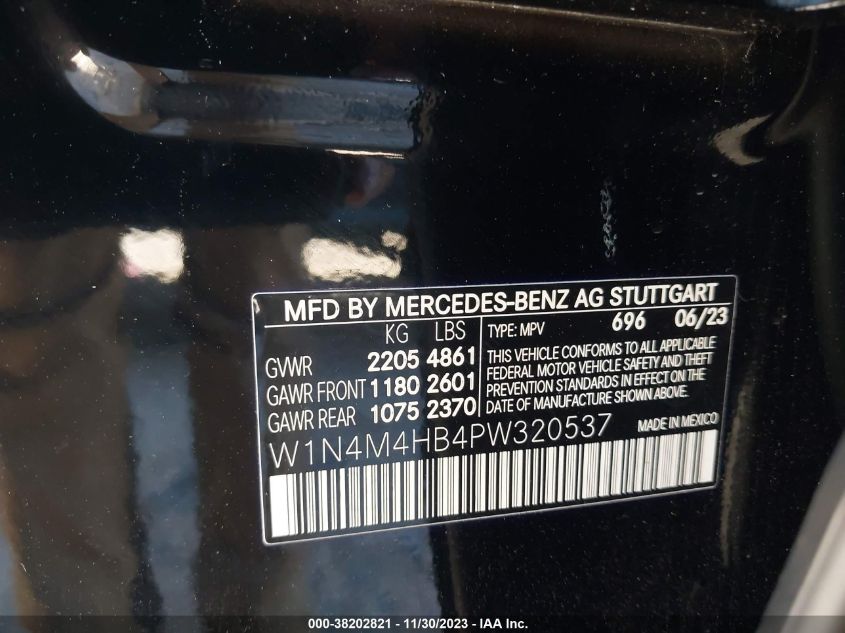 MFD BY MERCEDES-BENZ AG STUTTGART
KG LBS
GVWR 2205 4861
GAWR FRONT 1180 2601
GAWR REAR 1075 2370
TYPE: MPV 696 06/23
THIS VEHICLE CONFORMS TO ALL APPLICABLE
FEDERAL MOTOR VEHICLE SAFETY AND THEFT
PREVENTION STANDARDS IN EFFECT ON THE
DATE OF MANUFACTURE SHOWN ABOVE.
W1N4M4HB4PW320537 MADE IN MEXICO
000-38202821 - 11/30/2023 - IAA Inc.